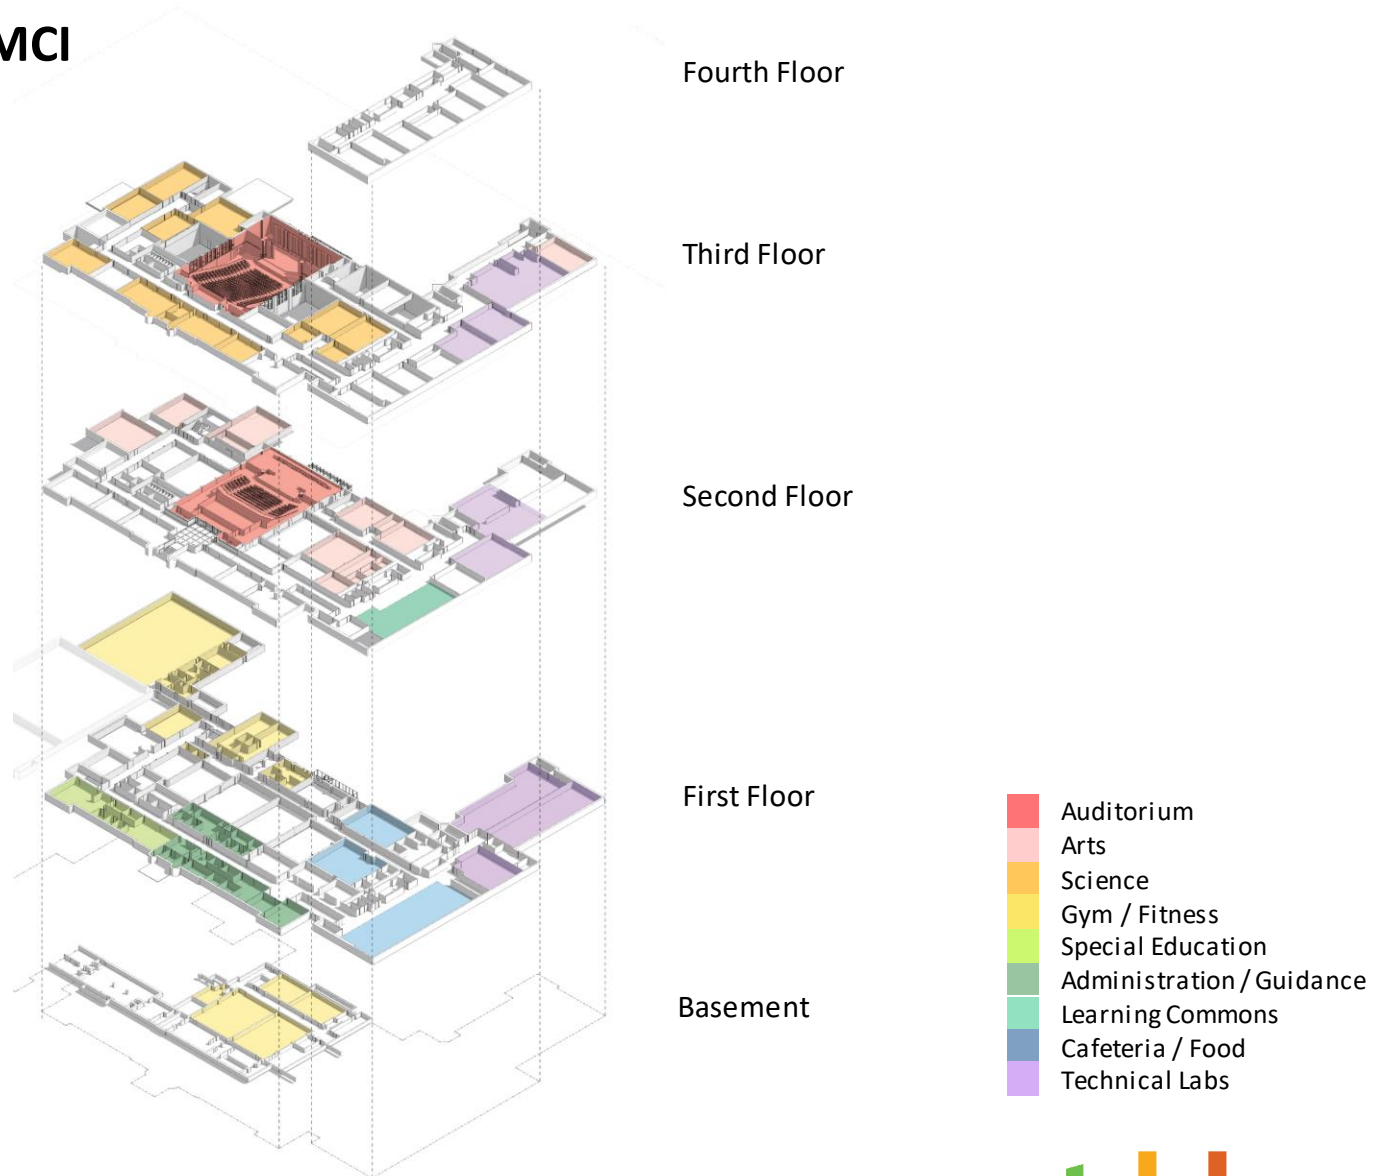 MCI
Fourth Floor
Third Floor
Second Floor
First Floor
Basement
Auditorium
Arts
Science
Gym / Fitness
Special Education
Administration / Guidance
Learning Commons
Cafeteria / Food
Technical Labs